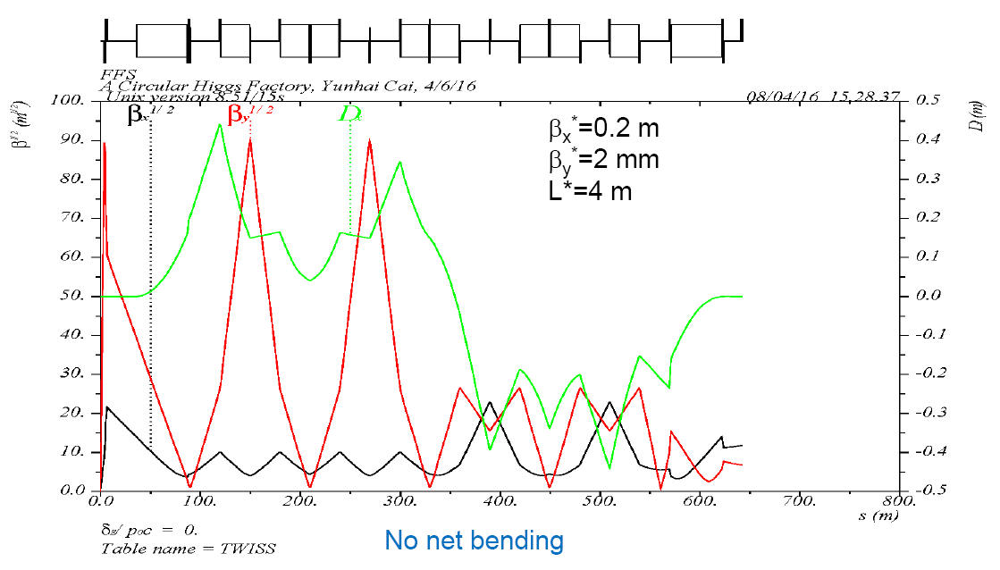 FFS
A Circular Higgs Factory, Yunhai Cai, 4/6/16
Unix version 8.51/15s 08/04/16 15.28.37
βx 1/2 βy 1/2 D
β1/2 (m1/2)
D (m)
βx*=0.2 m
βy*=2 mm
L*=4 m
100.
90.
80.
70.
60.
50.
40.
30.
20.
10.
0.0
0.5
0.4
0.3
0.2
0.1
0.0
-0.1
-0.2
-0.3
-0.4
-0.5
0.0 100. 200. 300. 400. 500. 600. 700. 800.
s (m)
δE/ p0c = 0.
Table name = TWISS
No net bending